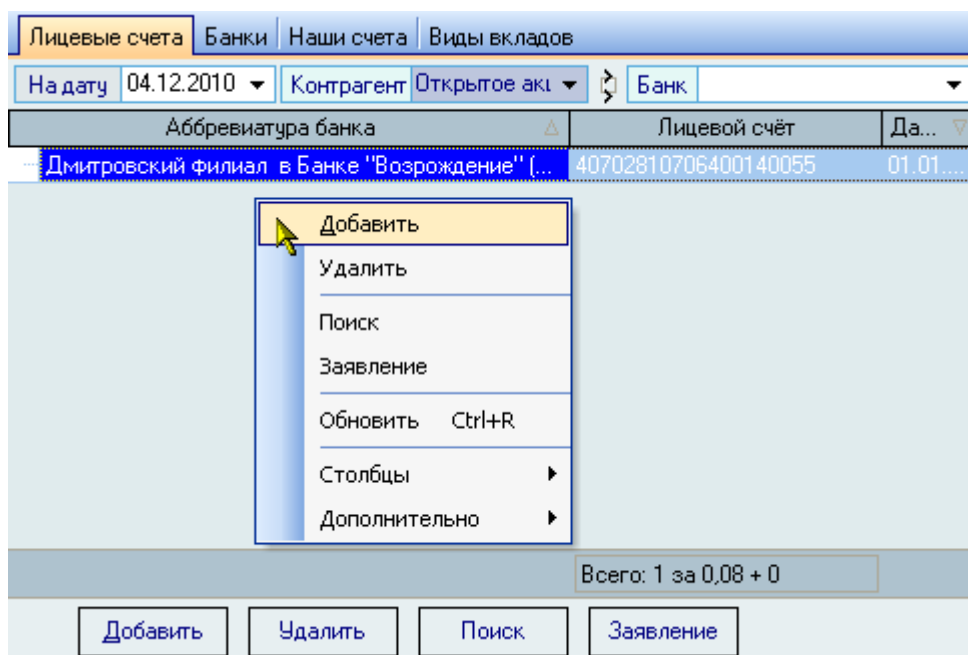 Лицевые счета Банки Наши счета Виды вкладов
На дату 04.12.2010 Контрагент Открытое акц Банк
Аббревиатура банка Лицевой счёт Да...
Дмитровский филиал в Банке "Возрождение" (... 40702810706400140055 01.01....
Добавить
Удалить
Поиск
Заявление
Обновить Ctrl+R
Столбцы
Дополнительно
Всего: 1 за 0,08 + 0
Добавить Удалить Поиск Заявление